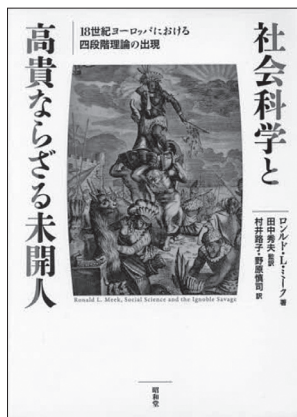 社会科学と
高貴ならざる未開人
18世紀ヨーロッパにおける
四段階理論の出現
ロンルド・L・ミーク 著
田中秀夫 監訳
村井路子・野原慎司 訳
Ronald L. Meek, Social Science and the Ignoble Savage
昭和堂